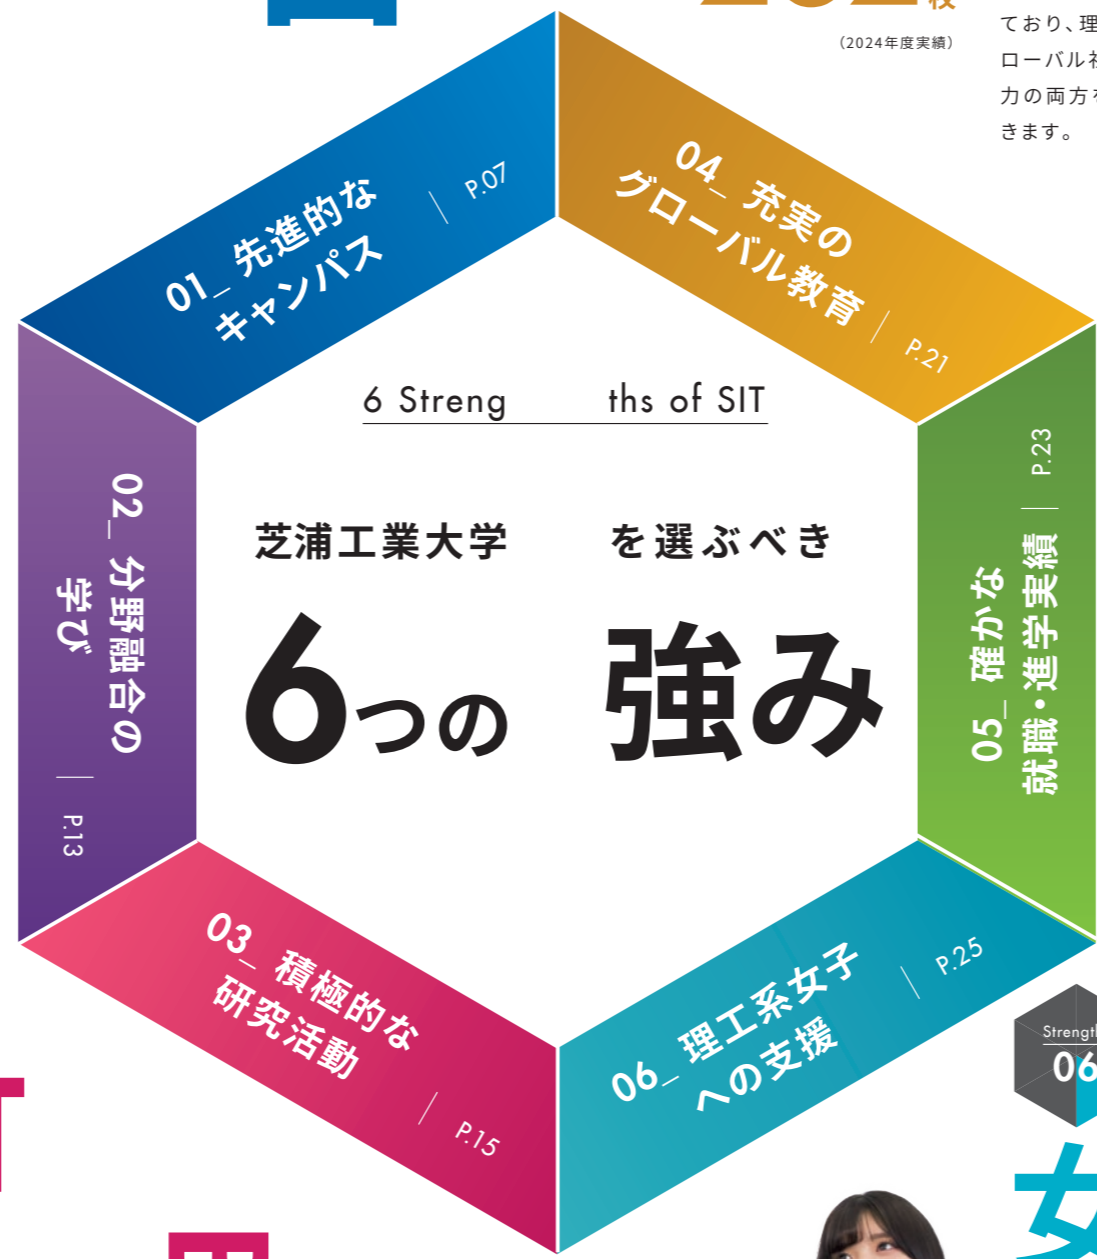 （2024年度実績）
ており、理
ローバル社
力の両方を
きます。
01_ 先進的な
キャンパス
P.07
04_ 充実の
グローバル教育
P.21
6 Streng ths of SIT
芝浦工業大学 を選ぶべき
6つの 強み
02_ 分野融合の
学び
P.13
05_ 確かな
就職・進学実績
P.23
03_ 積極的な
研究活動
P.15
06_ 理工系女子
への支援
P.25
Strength
06
女